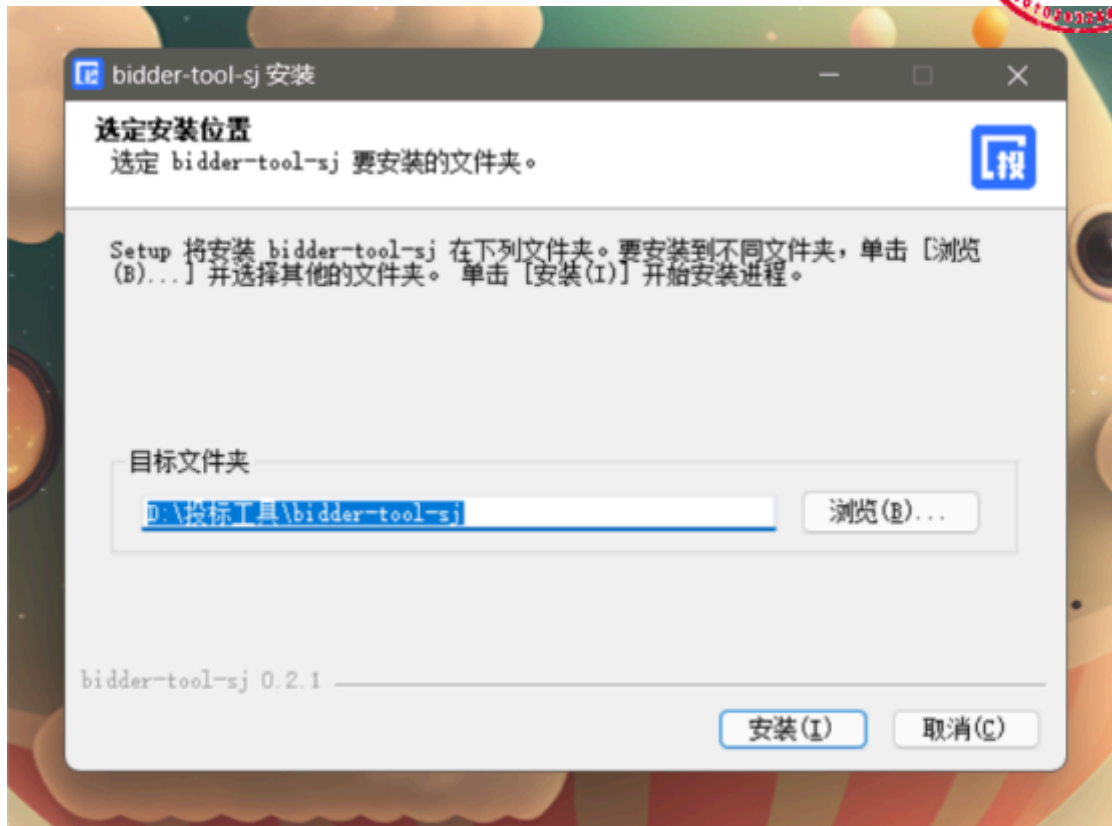 bidder-tool-sj 安装
选定安装位置
选定 bidder-tool-sj 要安装的文件夹。
投
Setup 将安装 bidder-tool-sj 在下列文件夹。要安装到不同文件夹，单击 [浏览
(B)...] 并选择其他的文件夹。 单击 [安装(I)] 开始安装进程。
目标文件夹
D:\投标工具\bidder-tool-sj
浏览(B)...
bidder-tool-sj 0.2.1
安装(I)
取消(C)